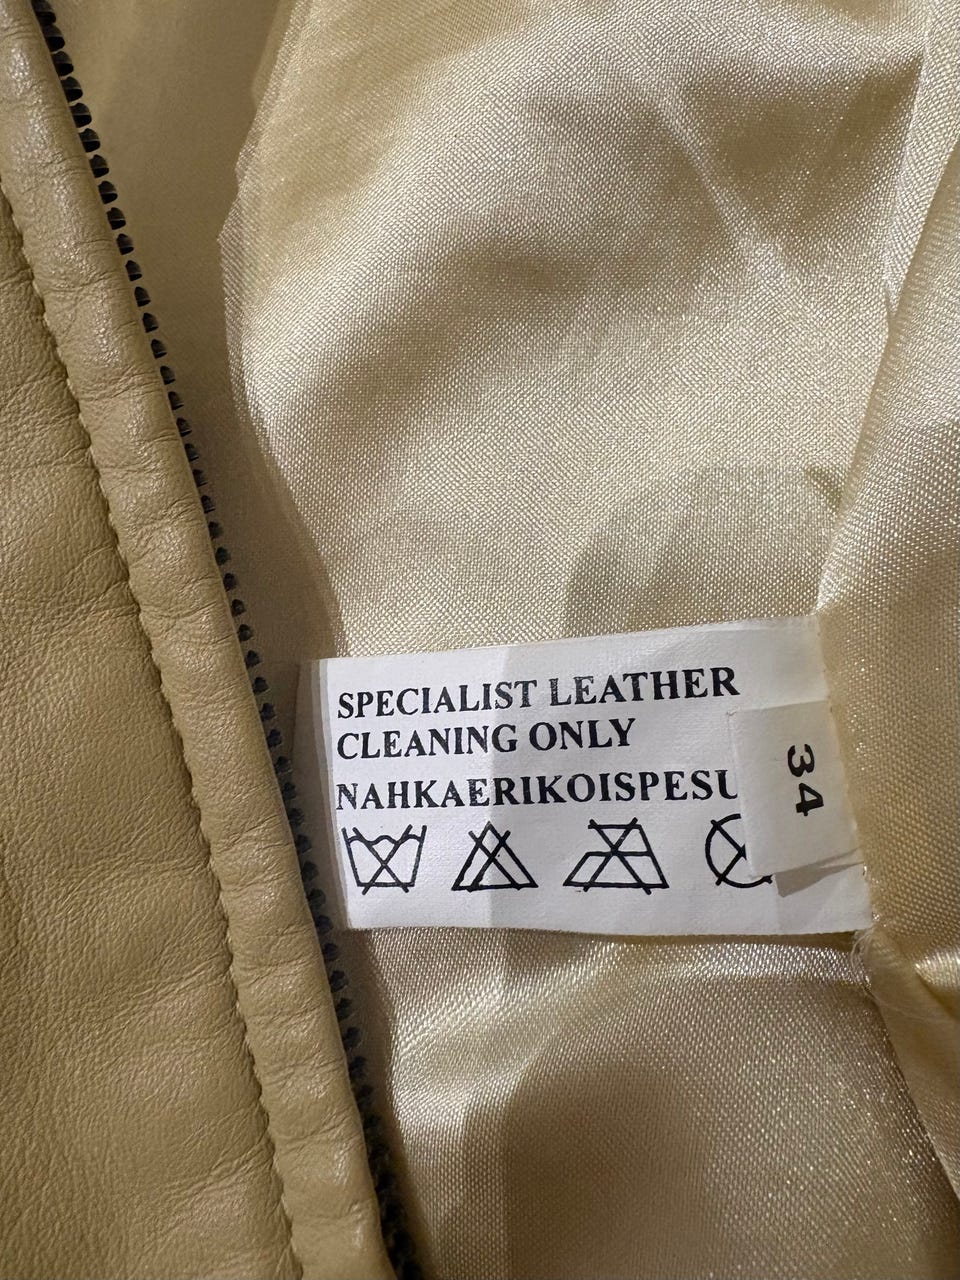 SPECIALIST LEATHER
CLEANING ONLY
NAHKAERIKOISPESU
34